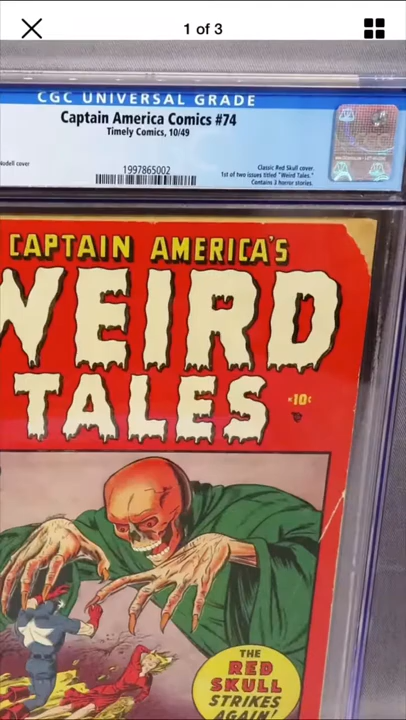 1 of 3
CGC UNIVERSAL GRADE
Captain America Comics #74
Timely Comics, 10/49
Nodell cover
1997865002
Classic Red Skull cover.
1st of two issues titled "Weird Tales."
Contains 3 horror stories.
CAPTAIN AMERICA'S
WEIRD
TALES
10¢
THE
RED
SKULL
STRIKES
AGAIN!